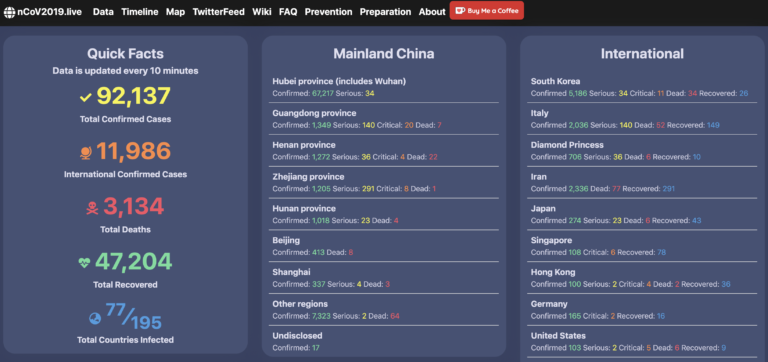 nCoV2019.live Data Timeline Map TwitterFeed Wiki FAQ Prevention Preparation About Buy Me a Coffee
Quick Facts
Data is updated every 10 minutes
92,137
Total Confirmed Cases
11,986
International Confirmed Cases
3,134
Total Deaths
47,204
Total Recovered
77/195
Total Countries Infected
Mainland China
Hubei province (includes Wuhan)
Confirmed: 67,217 Serious: 34
Guangdong province
Confirmed: 1,349 Serious: 140 Critical: 20 Dead: 7
Henan province
Confirmed: 1,272 Serious: 36 Critical: 4 Dead: 22
Zhejiang province
Confirmed: 1,205 Serious: 291 Critical: 8 Dead: 1
Hunan province
Confirmed: 1,018 Serious: 23 Dead: 4
Beijing
Confirmed: 413 Dead: 8
Shanghai
Confirmed: 337 Serious: 4 Dead: 3
Other regions
Confirmed: 7,323 Serious: 2 Dead: 64
Undisclosed
Confirmed: 17
International
South Korea
Confirmed 5,186 Serious: 34 Critical: 11 Dead: 34 Recovered: 26
Italy
Confirmed: 2,036 Serious: 140 Dead: 52 Recovered: 149
Diamond Princess
Confirmed: 706 Serious: 36 Dead: 6 Recovered: 10
Iran
Confirmed: 2,336 Dead: 77 Recovered: 291
Japan
Confirmed: 274 Serious: 23 Dead: 6 Recovered: 43
Singapore
Confirmed: 108 Critical: 6 Recovered: 78
Hong Kong
Confirmed: 100 Serious: 2 Critical: 4 Dead: 2 Recovered: 36
Germany
Confirmed: 165 Critical: 2 Recovered: 16
United States
Confirmed: 103 Serious: 2 Critical: 5 Dead: 6 Recovered: 9